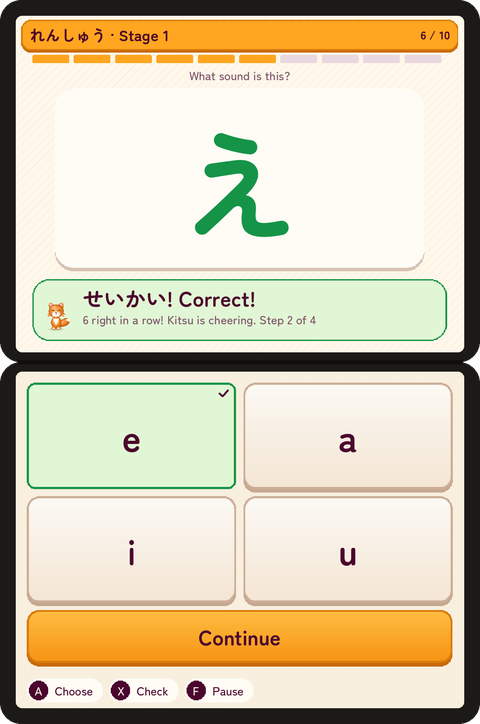 れんしゅう · Stage 1
6 / 10
What sound is this?
え
せいかい! Correct!
6 right in a row! Kitsu is cheering. Step 2 of 4
e
a
i
u
Continue
A Choose
X Check
F Pause